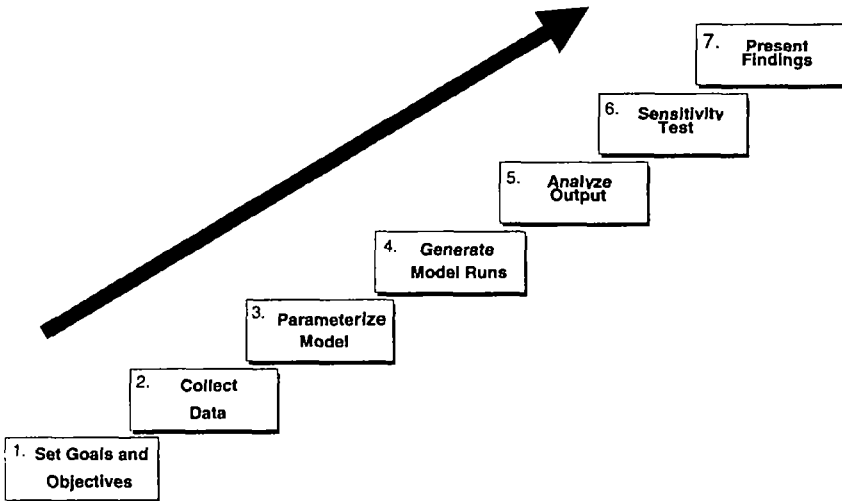 7. Present
Findings
6. Sensitivity
Test
5. Analyze
Output
4. Generate
Model Runs
3. Parameterize
Model
2. Collect
Data
1. Set Goals and
Objectives